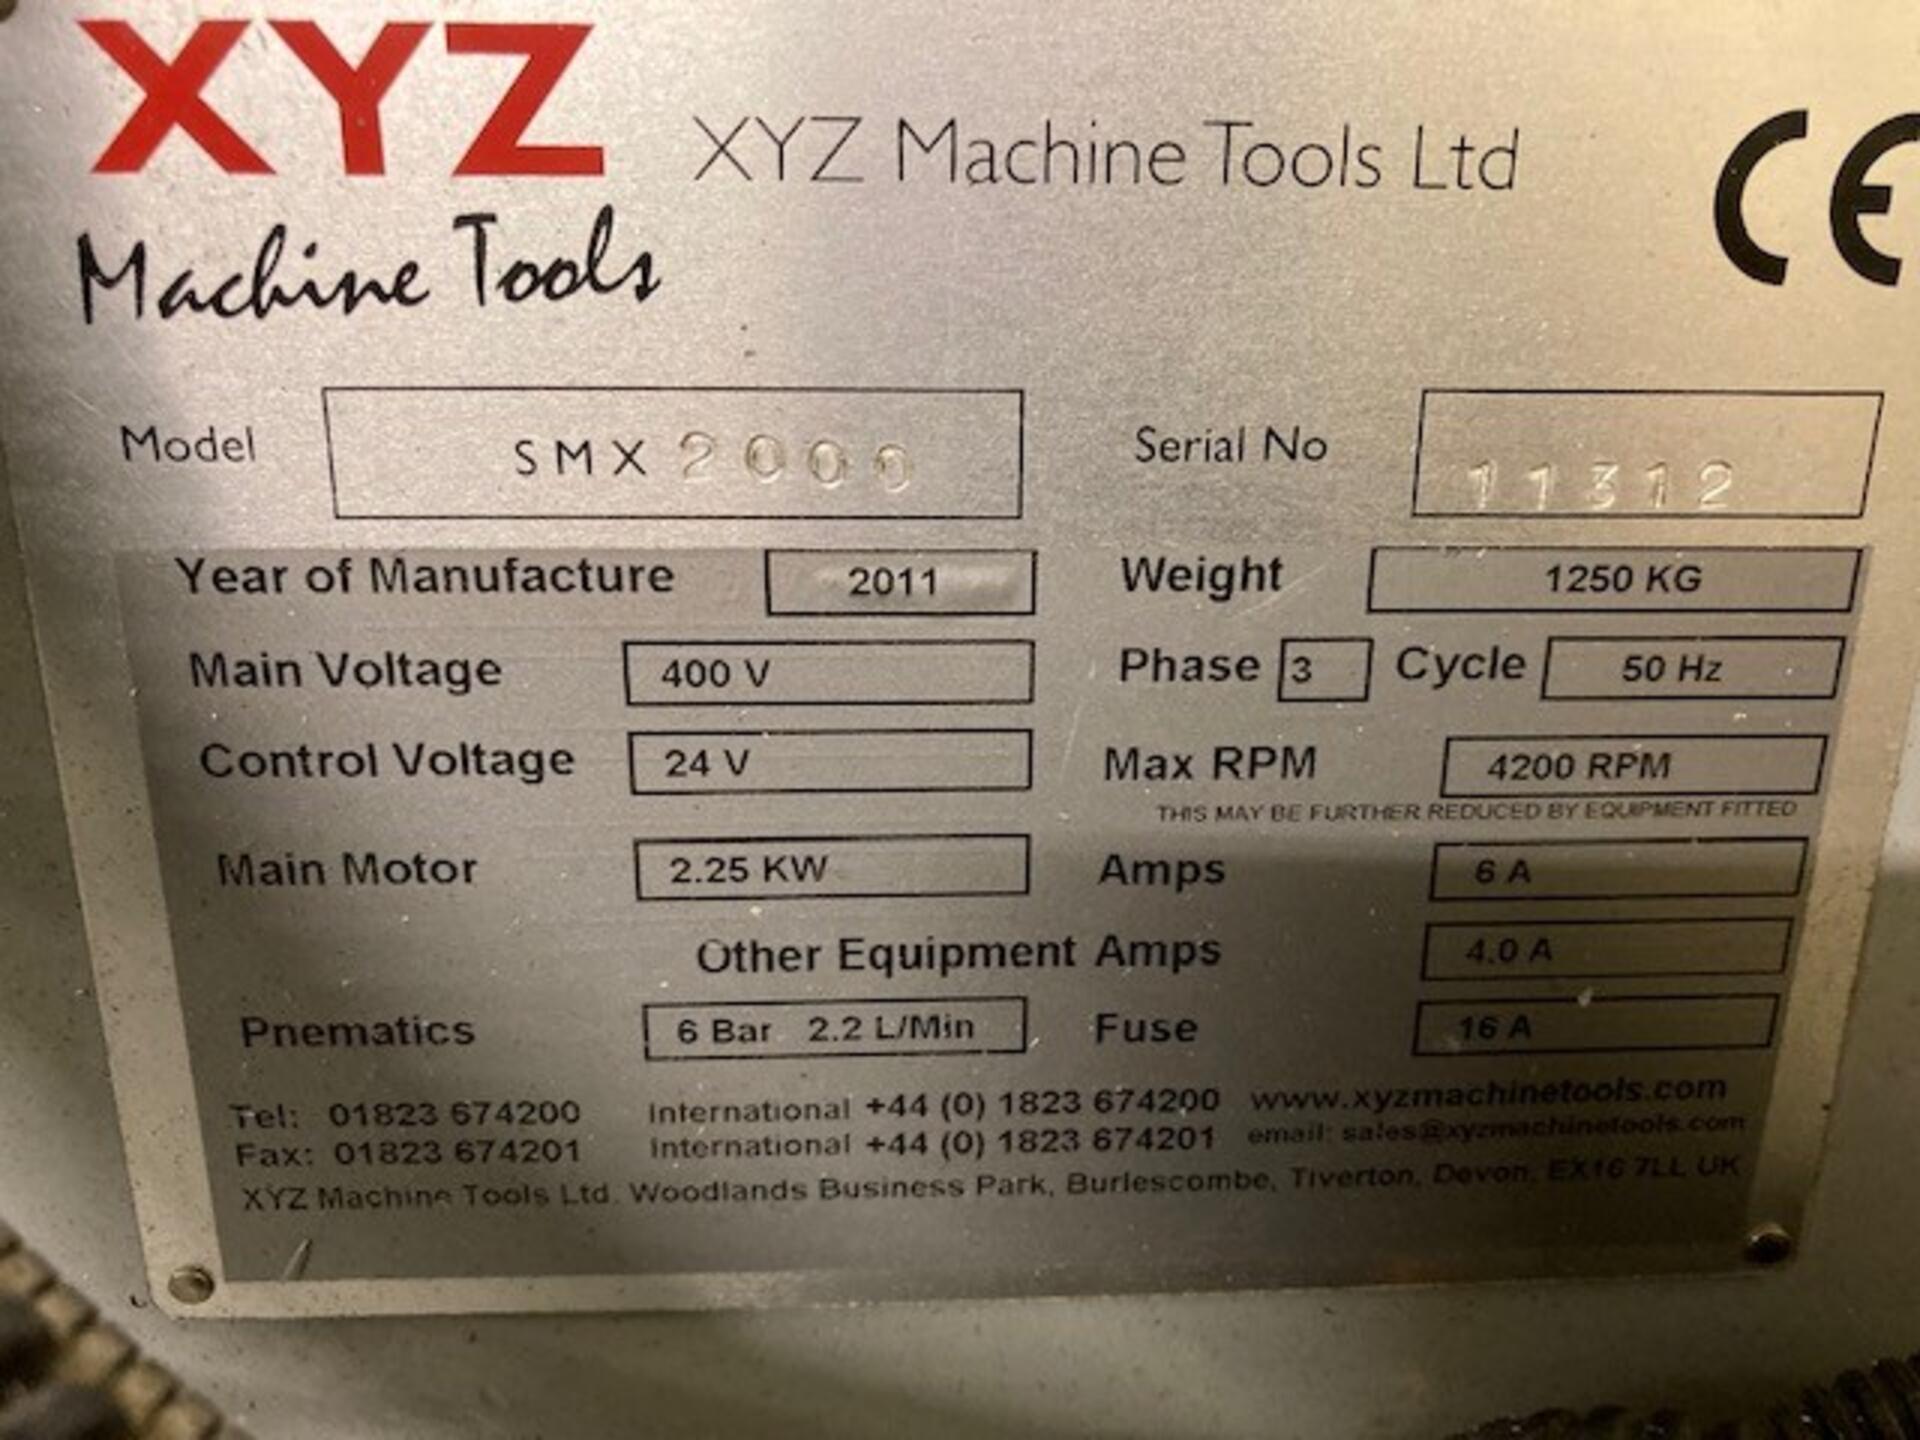 XYZ XYZ Machine Tools Ltd CE
Machine Tools
Model SMX 2000 Serial No 11312
Year of Manufacture 2011 Weight 1250 KG
Main Voltage 400 V Phase 3 Cycle 50 Hz
Control Voltage 24 V Max RPM 4200 RPM
THIS MAY BE FURTHER REDUCED BY EQUIPMENT FITTED
Main Motor 2.25 KW Amps 6 A
Other Equipment Amps 4.0 A
Pnematics 6 Bar 2.2 L/Min Fuse 16 A
Tel: 01823 674200 International +44 (0) 1823 674200 www.xyzmachinetools.com
Fax: 01823 674201 International +44 (0) 1823 674201 email: sales@xyzmachinetools.com
XYZ Machine Tools Ltd. Woodlands Business Park, Burlescombe, Tiverton, Devon, EX16 7LL UK